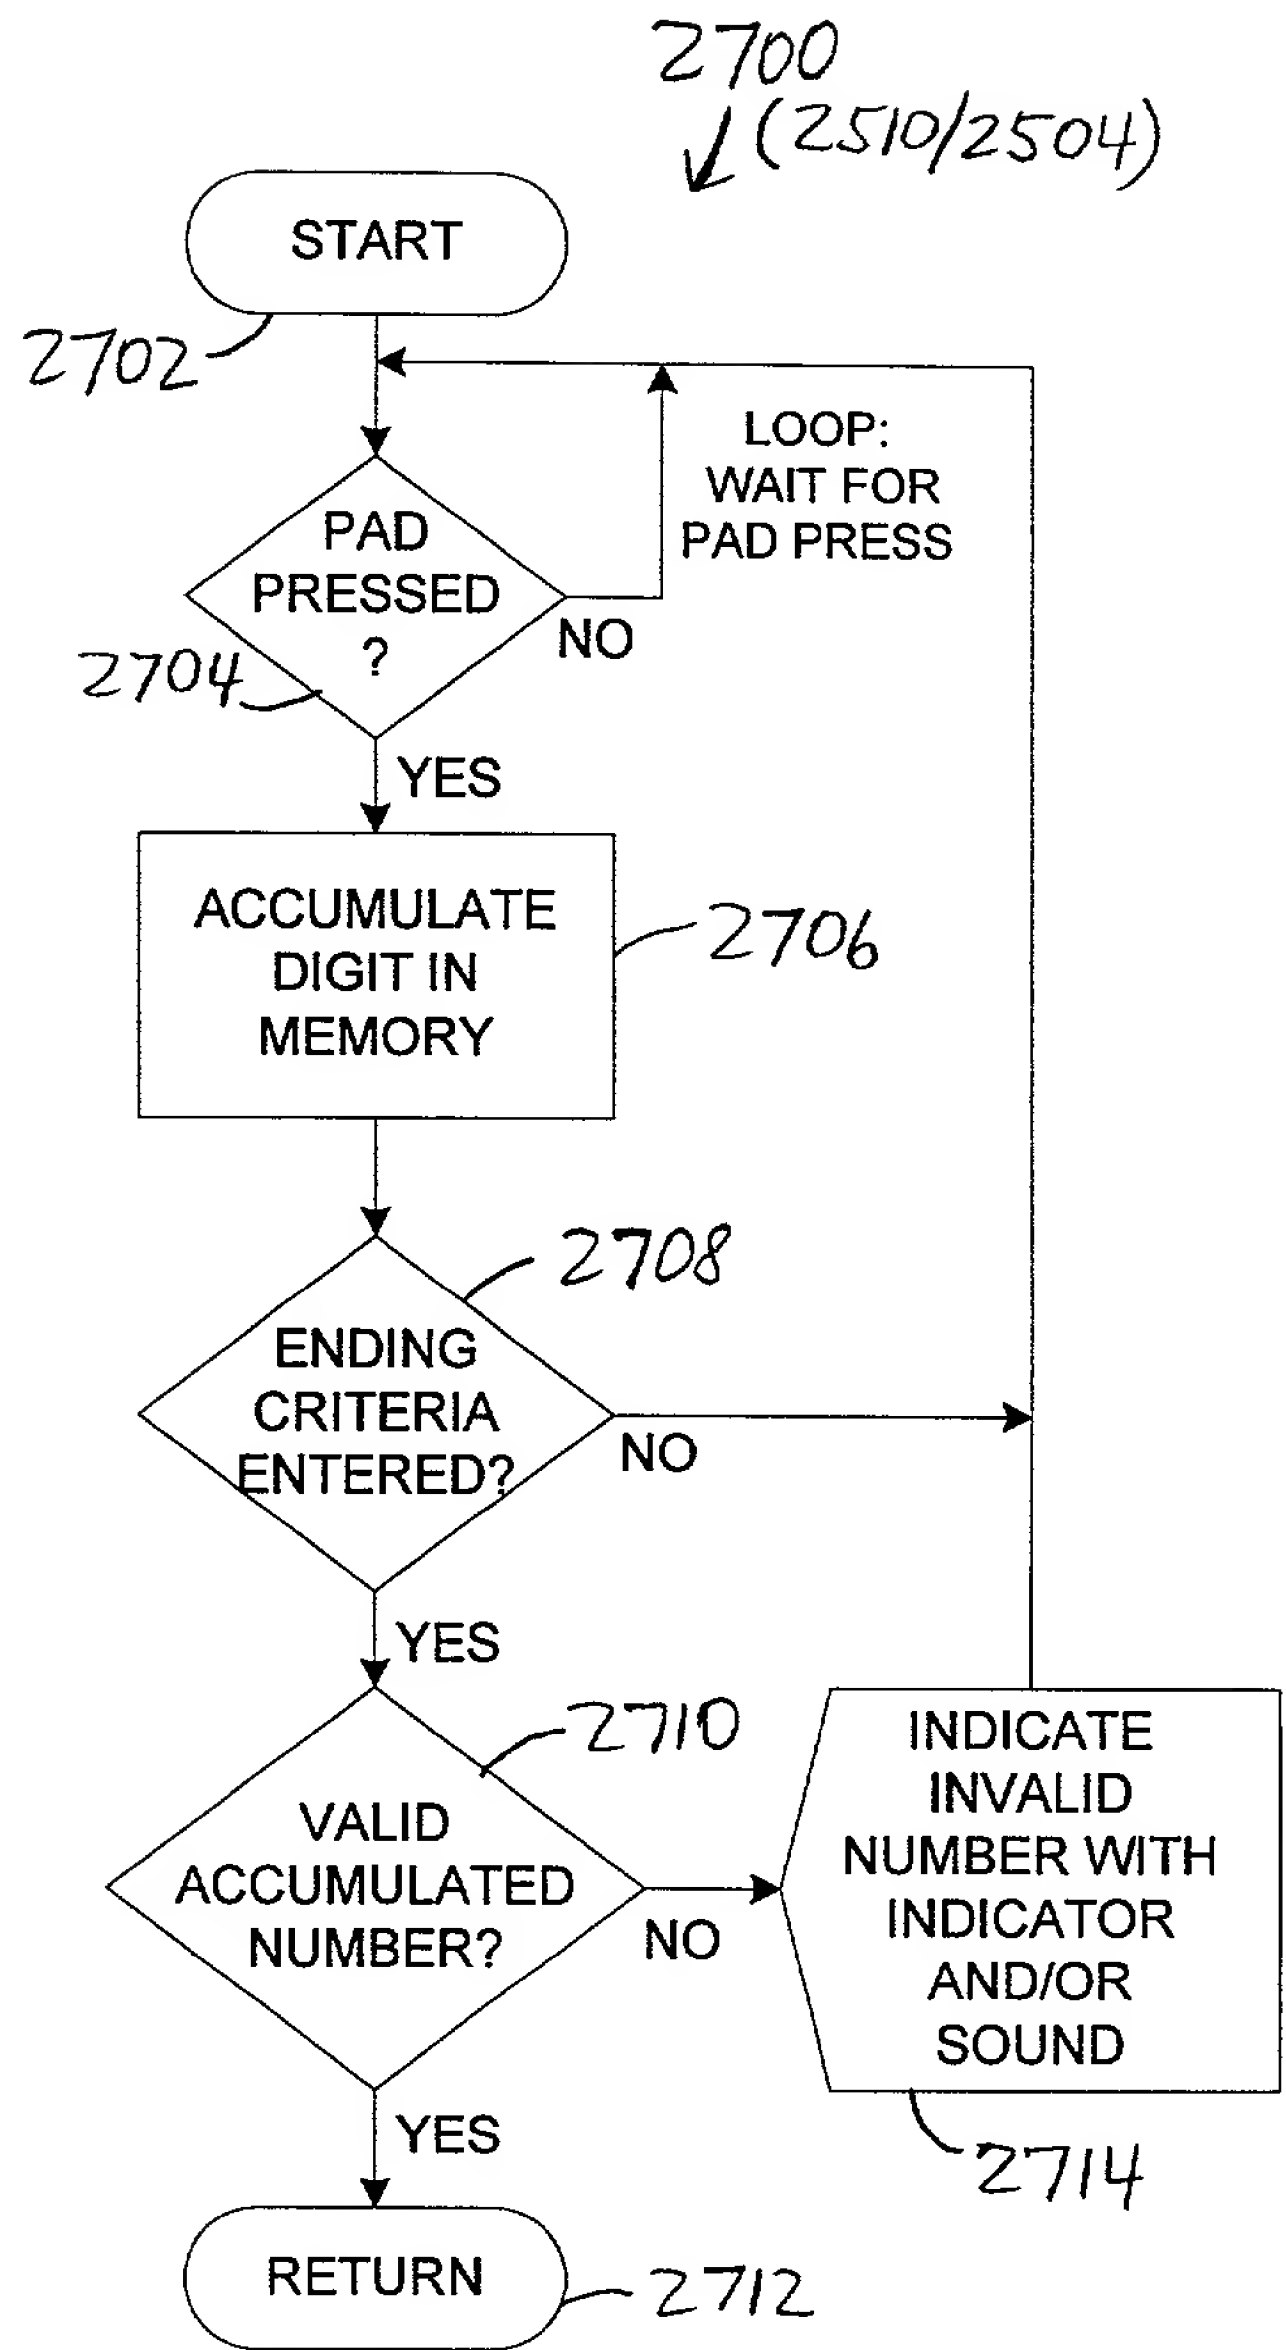 2700
(2510/2504)
START
2702
LOOP:
WAIT FOR
PAD PRESS
PAD
PRESSED
?
NO
2704
YES
ACCUMULATE
DIGIT IN
MEMORY
2706
2708
ENDING
CRITERIA
ENTERED?
NO
YES
2710
VALID
ACCUMULATED
NUMBER?
NO
INDICATE
INVALID
NUMBER WITH
INDICATOR
AND/OR
SOUND
2714
YES
RETURN
2712